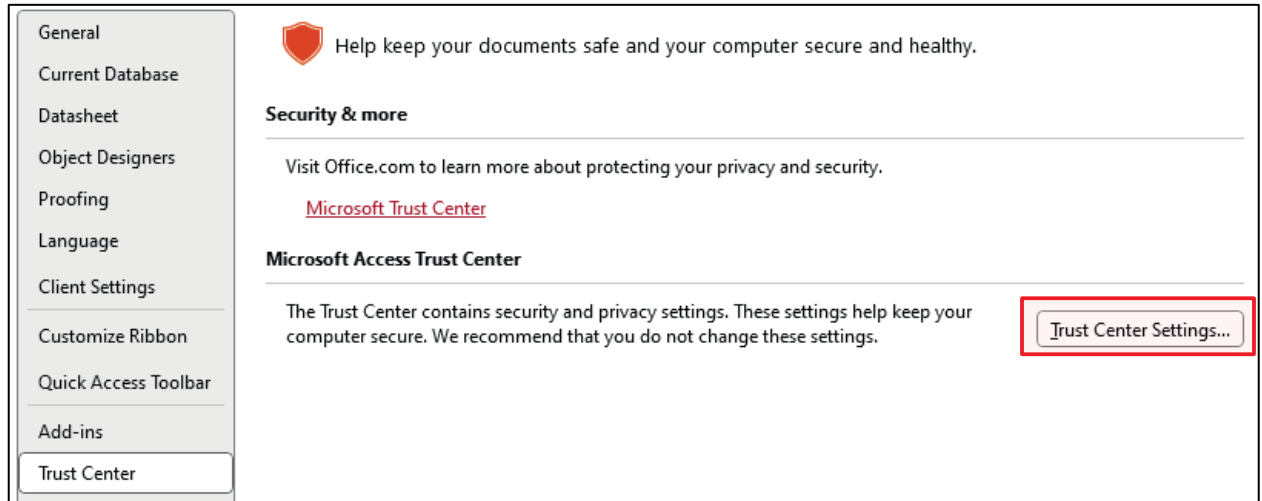 General
Current Database
Datasheet
Object Designers
Proofing
Language
Client Settings
Customize Ribbon
Quick Access Toolbar
Add-ins
Trust Center
Help keep your documents safe and your computer secure and healthy.
Security & more
Visit Office.com to learn more about protecting your privacy and security.
Microsoft Trust Center
Microsoft Access Trust Center
The Trust Center contains security and privacy settings. These settings help keep your
computer secure. We recommend that you do not change these settings.
Trust Center Settings...